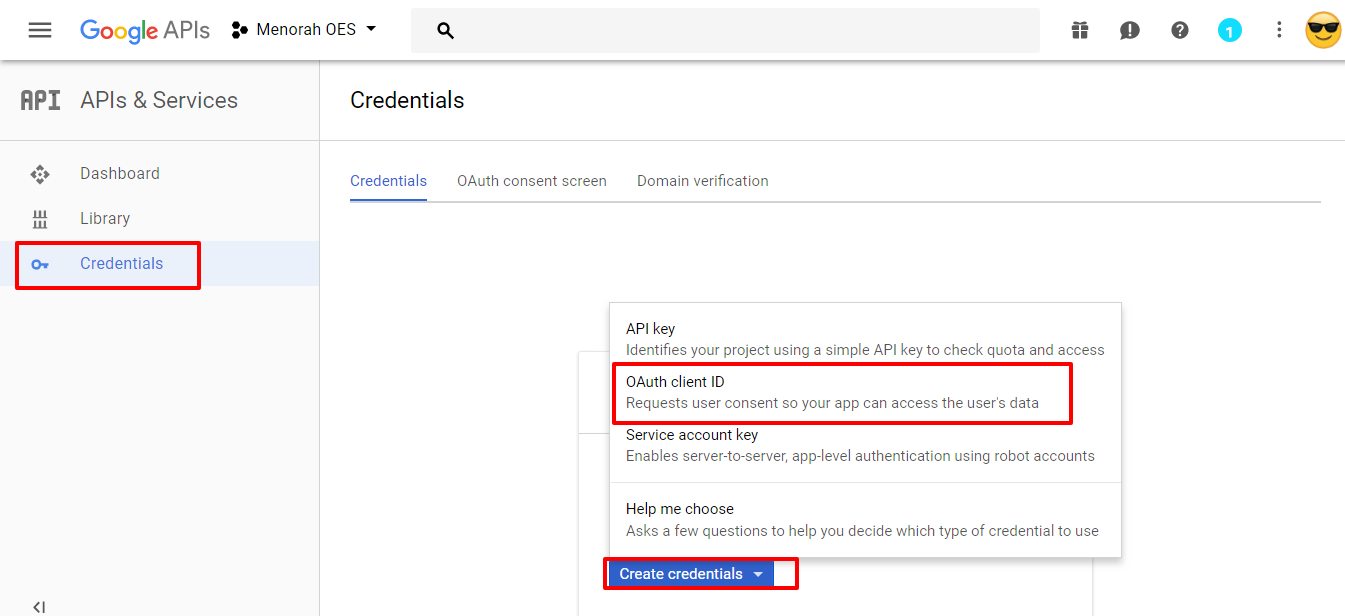 Google APIs
Menorah OES
1
API APIs & Services
Credentials
Dashboard
Library
Credentials
Credentials
OAuth consent screen
Domain verification
API key
Identifies your project using a simple API key to check quota and access
OAuth client ID
Requests user consent so your app can access the user's data
Service account key
Enables server-to-server, app-level authentication using robot accounts
Help me choose
Asks a few questions to help you decide which type of credential to use
Create credentials